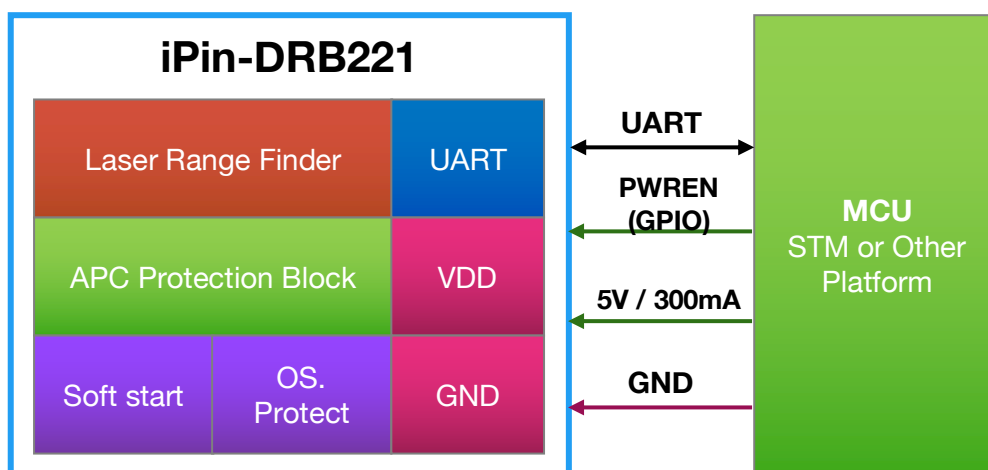 iPin-DRB221
Laser Range Finder
UART
APC Protection Block
VDD
Soft start
OS.
Protect
GND
UART
PWREN
(GPIO)
5V / 300mA
GND
MCU
STM or Other
Platform